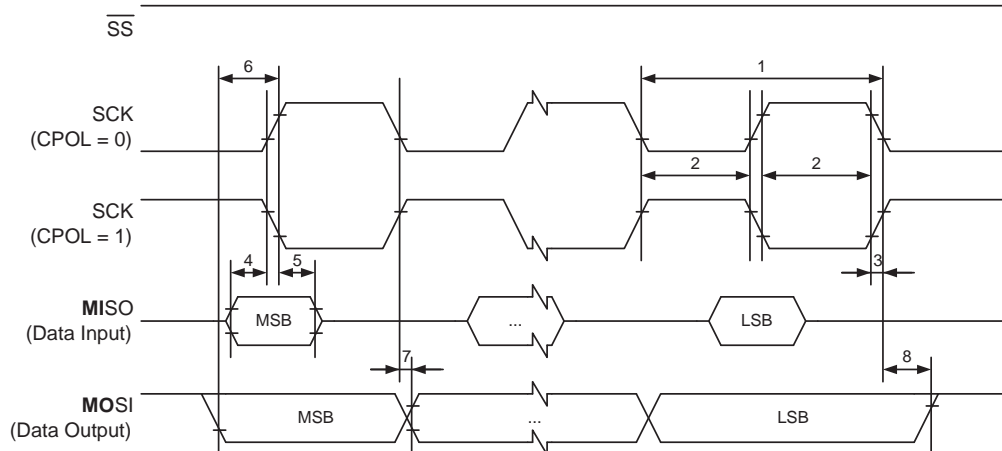 SS
6
1
SCK
(CPOL = 0)
2
2
SCK
(CPOL = 1)
4
5
3
MISO
(Data Input)
MSB
...
LSB
7
8
MOSI
(Data Output)
MSB
...
LSB